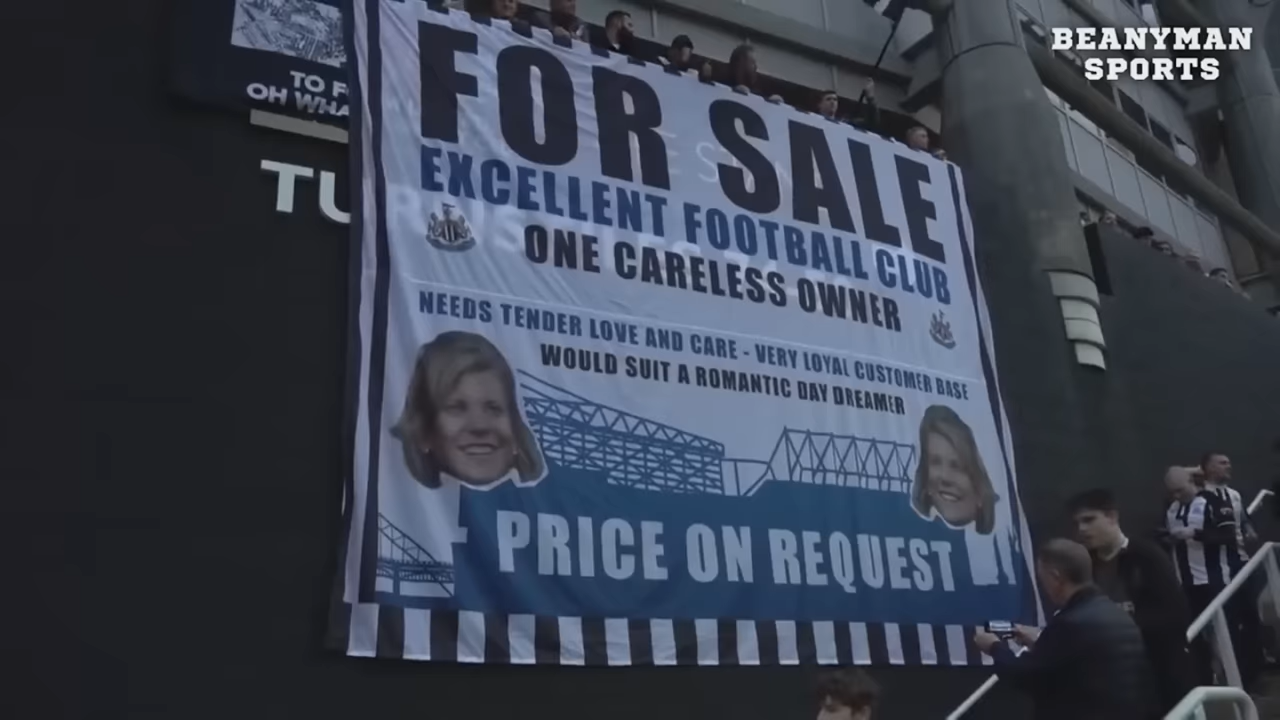 BEANYMAN
SPORTS
TO F
OH WHA
TU
FOR SALE
EXCELLENT FOOTBALL CLUB
ONE CARELESS OWNER
NEEDS TENDER LOVE AND CARE - VERY LOYAL CUSTOMER BASE
WOULD SUIT A ROMANTIC DAY DREAMER
PRICE ON REQUEST